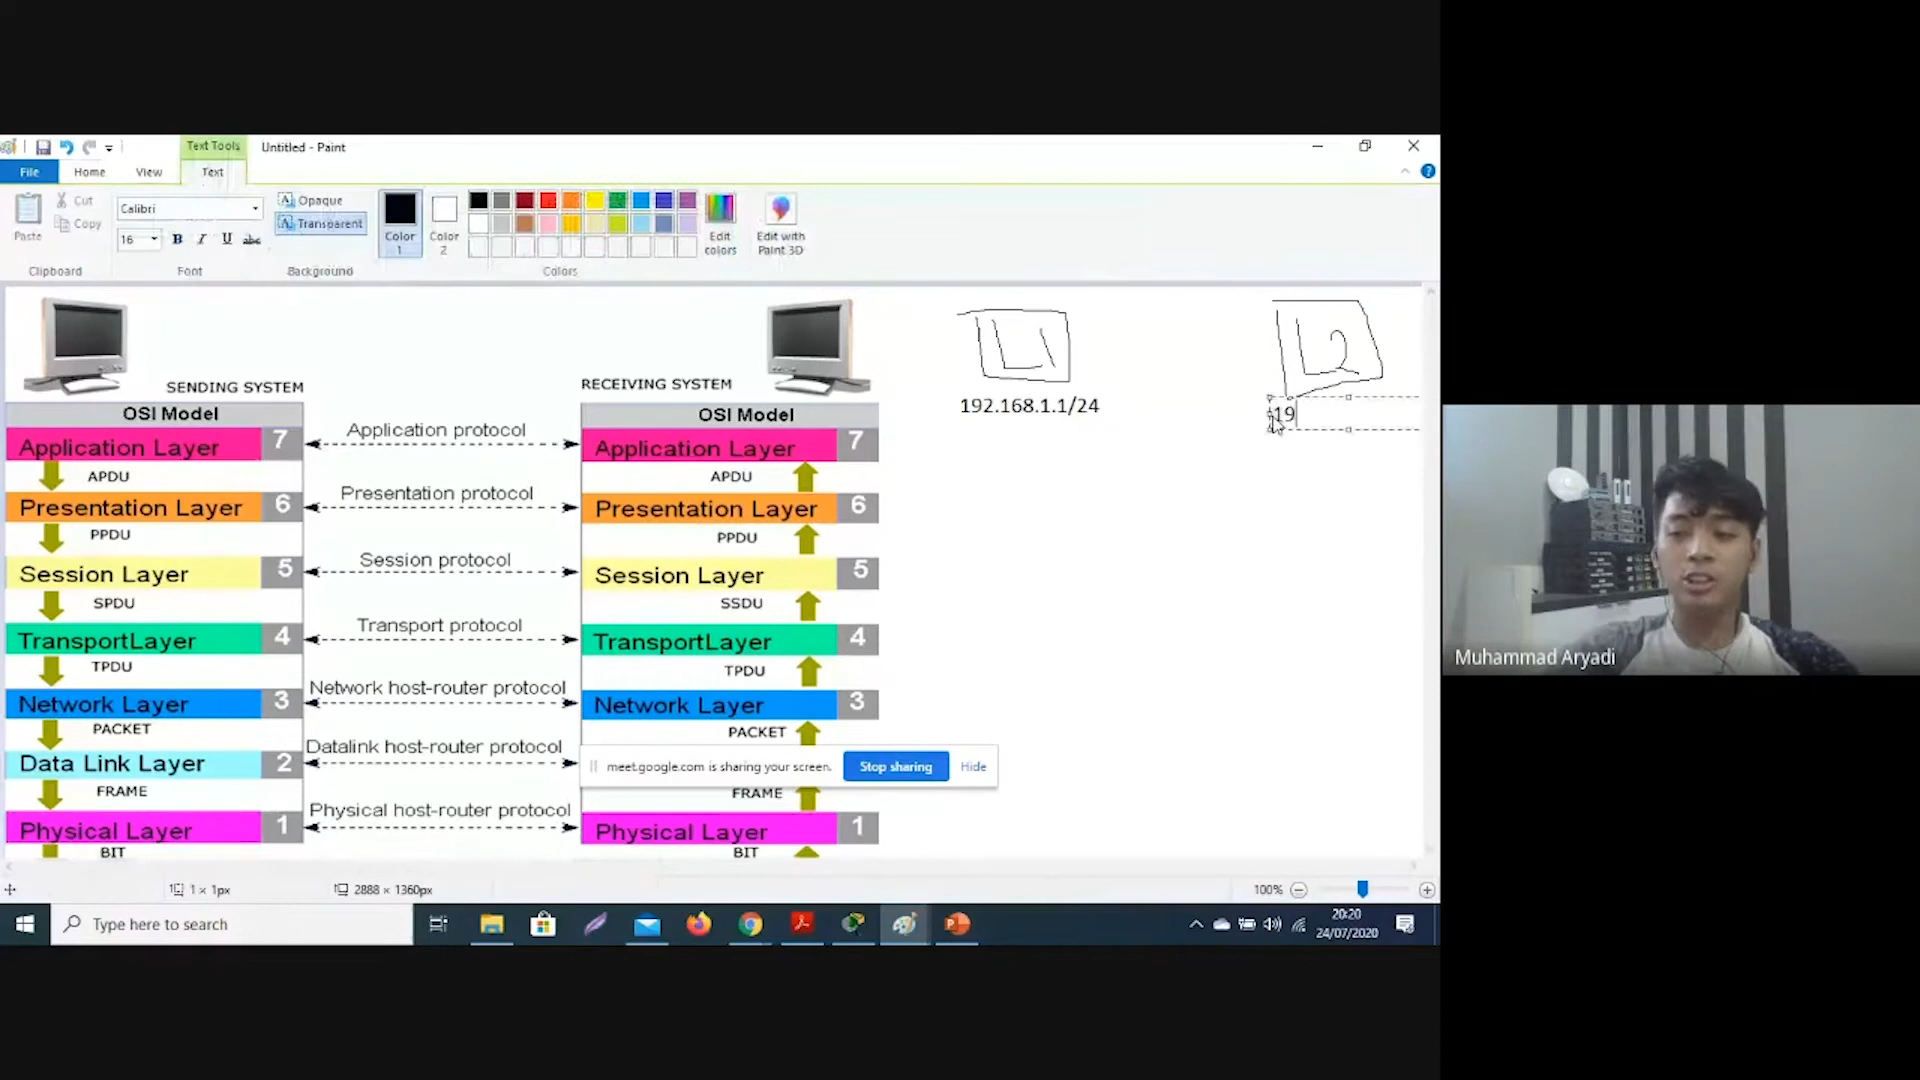 Text Tools
Untitled - Paint
File
Home
View
Text
Paste
Cut
Copy
Clipboard
Calibri
16
B
I
U
abc
Font
Opaque
Transparent
Background
Color
1
Color
2
Colors
Edit
colors
Edit with
Paint 3D
SENDING SYSTEM
RECEIVING SYSTEM
OSI Model
OSI Model
Application Layer 7
Application protocol
Application Layer 7
APDU
APDU
Presentation Layer 6
Presentation protocol
Presentation Layer 6
PPDU
PPDU
Session Layer 5
Session protocol
Session Layer 5
SPDU
SSDU
TransportLayer 4
Transport protocol
TransportLayer 4
TPDU
TPDU
Network Layer 3
Network host-router protocol
Network Layer 3
PACKET
PACKET
Data Link Layer 2
Datalink host-router protocol
meet.google.com is sharing your screen.
Stop sharing
Hide
FRAME
FRAME
Physical Layer 1
Physical host-router protocol
Physical Layer 1
BIT
BIT
L1
192.168.1.1/24
L2
19
1 × 1px
2888 × 1360px
100%
Type here to search
20:20
24/07/2020
Muhammad Aryadi